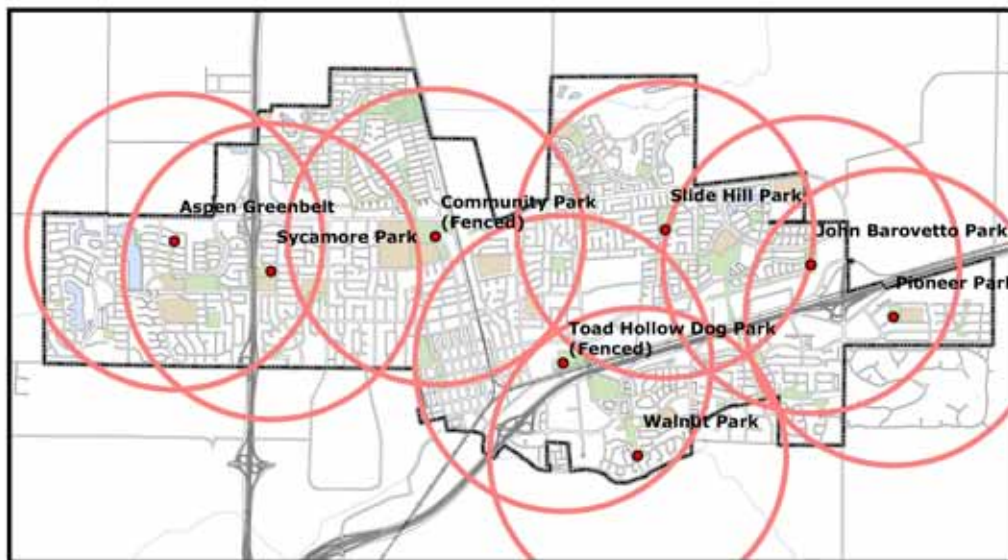 Aspen Greenbelt
Sycamore Park
Community Park
(Fenced)
Slide Hill Park
John Barovetto Park
Pioneer Park
Toad Hollow Dog Park
(Fenced)
Walnut Park